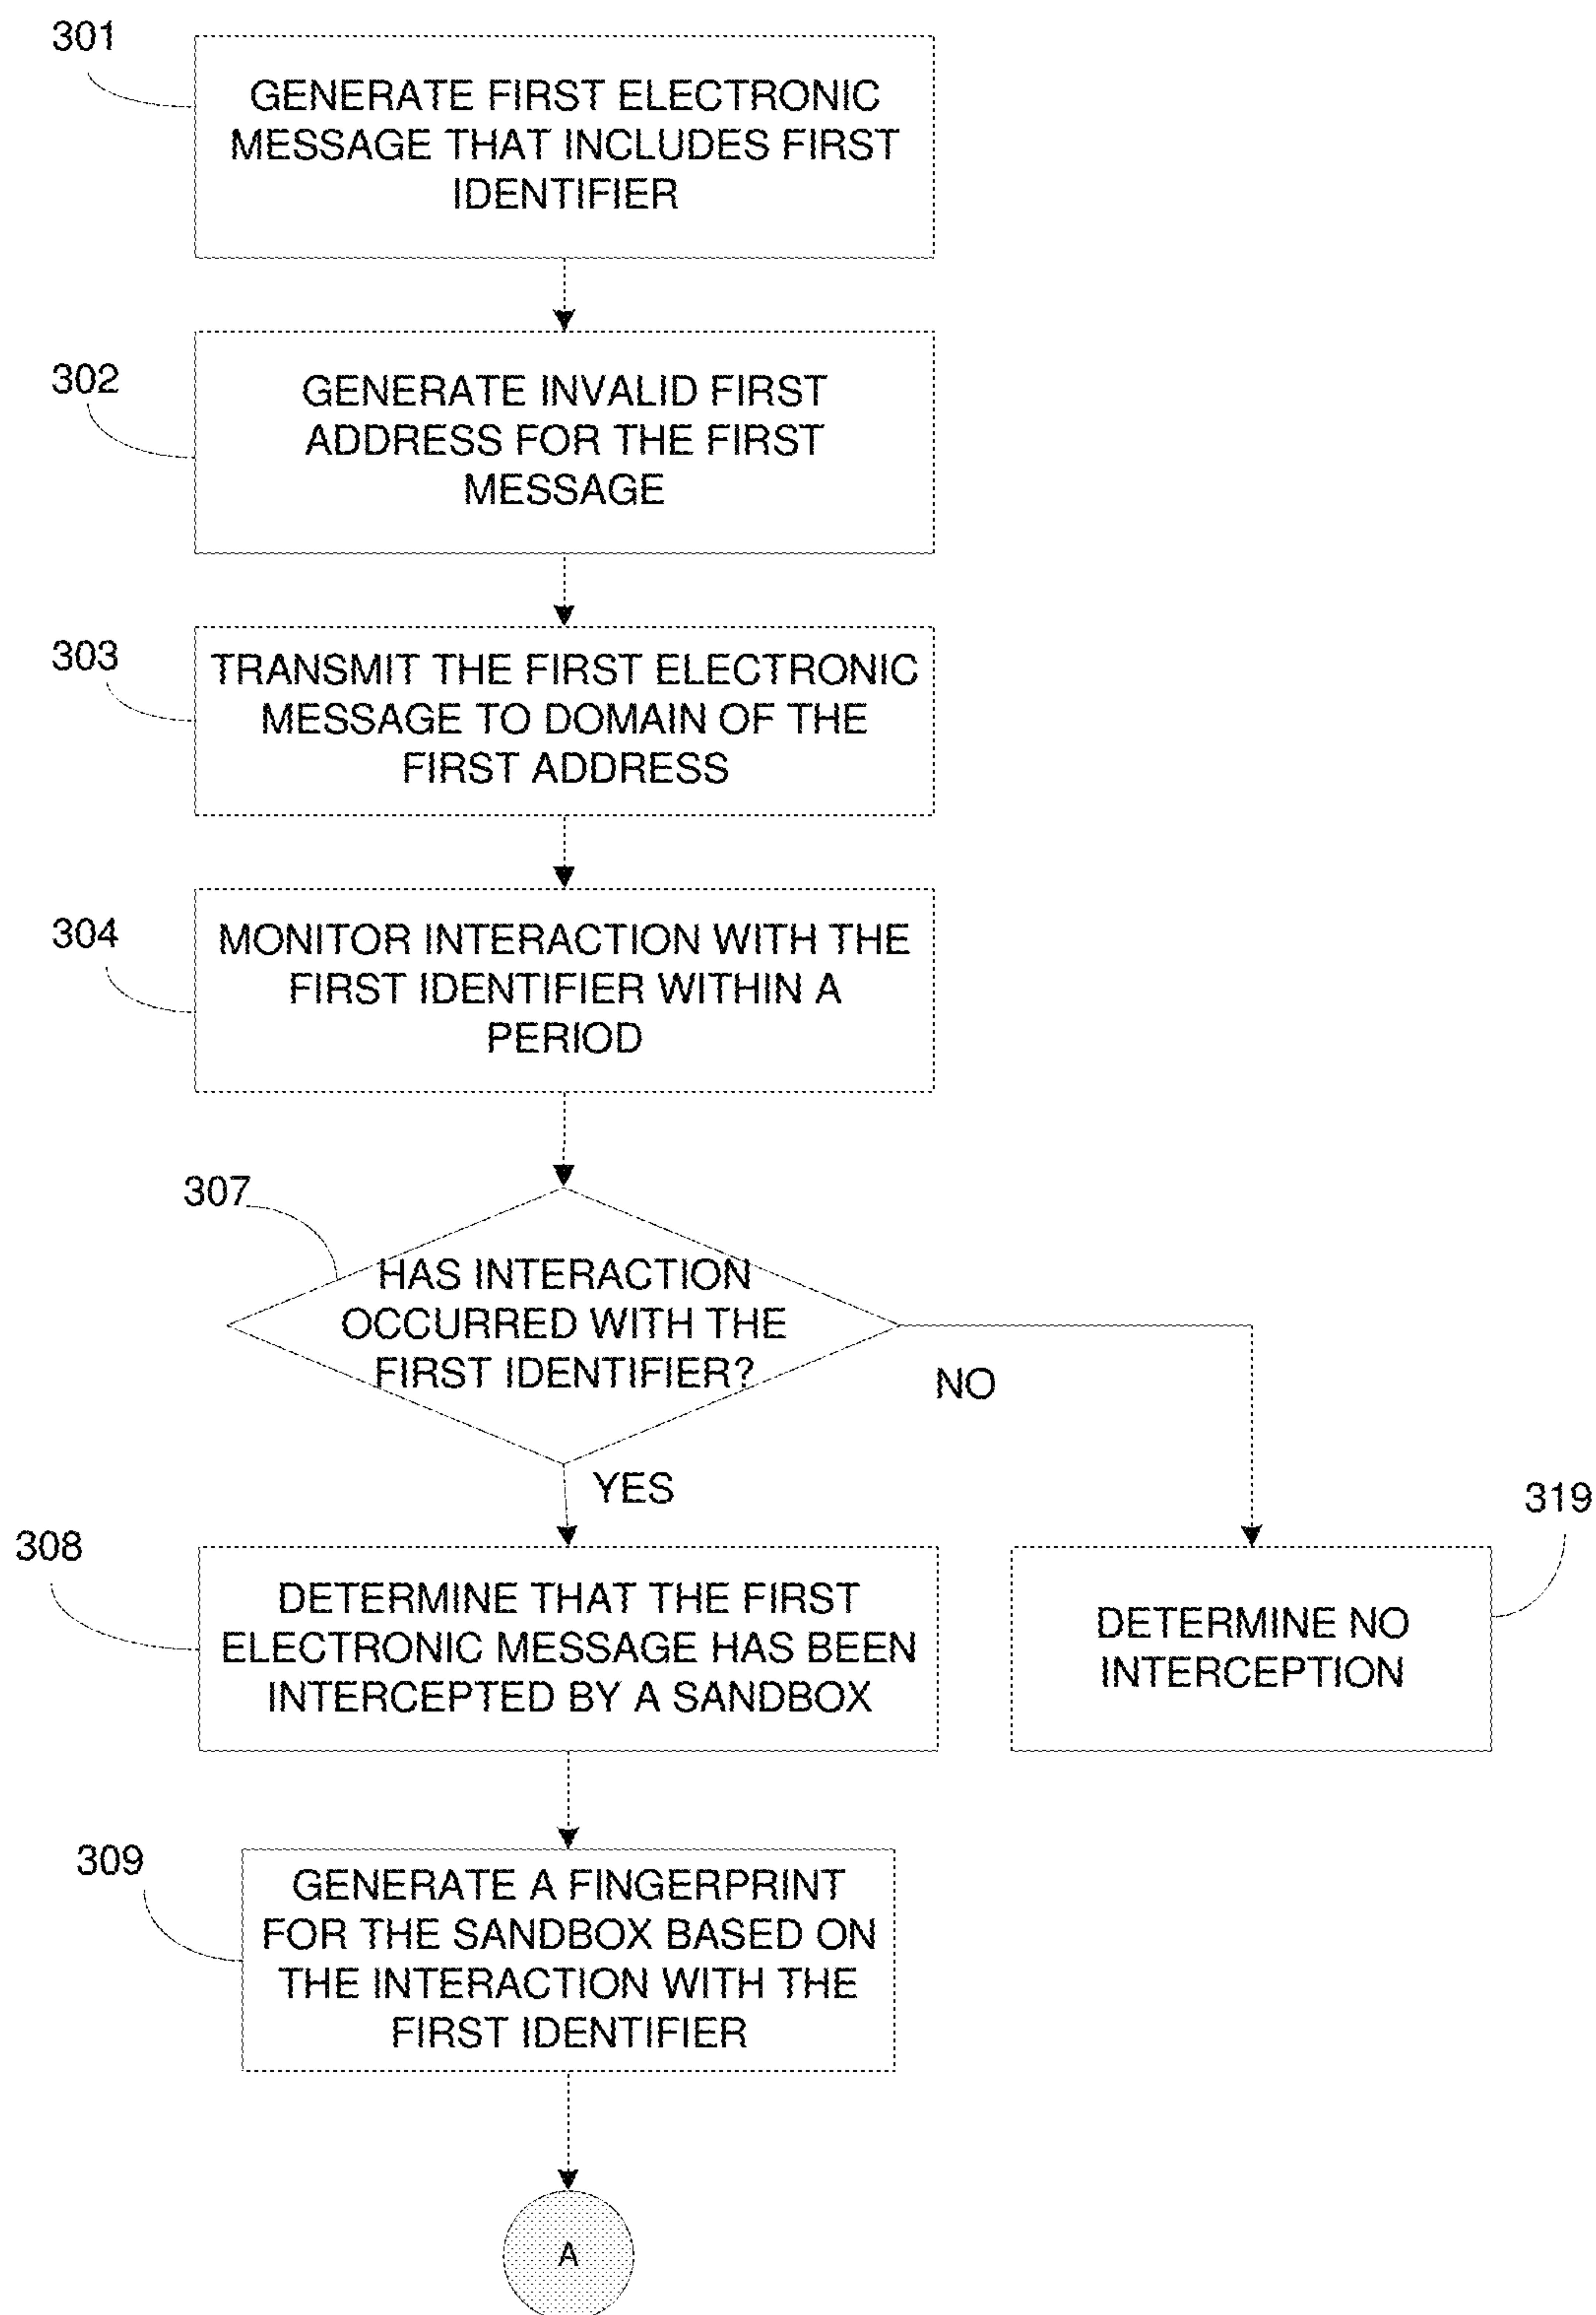 301
GENERATE FIRST ELECTRONIC
MESSAGE THAT INCLUDES FIRST
IDENTIFIER
302
GENERATE INVALID FIRST
ADDRESS FOR THE FIRST
MESSAGE
303
TRANSMIT THE FIRST ELECTRONIC
MESSAGE TO DOMAIN OF THE
FIRST ADDRESS
304
MONITOR INTERACTION WITH THE
FIRST IDENTIFIER WITHIN A
PERIOD
307
HAS INTERACTION
OCCURRED WITH THE
FIRST IDENTIFIER?
NO
YES
308
DETERMINE THAT THE FIRST
ELECTRONIC MESSAGE HAS BEEN
INTERCEPTED BY A SANDBOX
319
DETERMINE NO
INTERCEPTION
309
GENERATE A FINGERPRINT
FOR THE SANDBOX BASED ON
THE INTERACTION WITH THE
FIRST IDENTIFIER
A